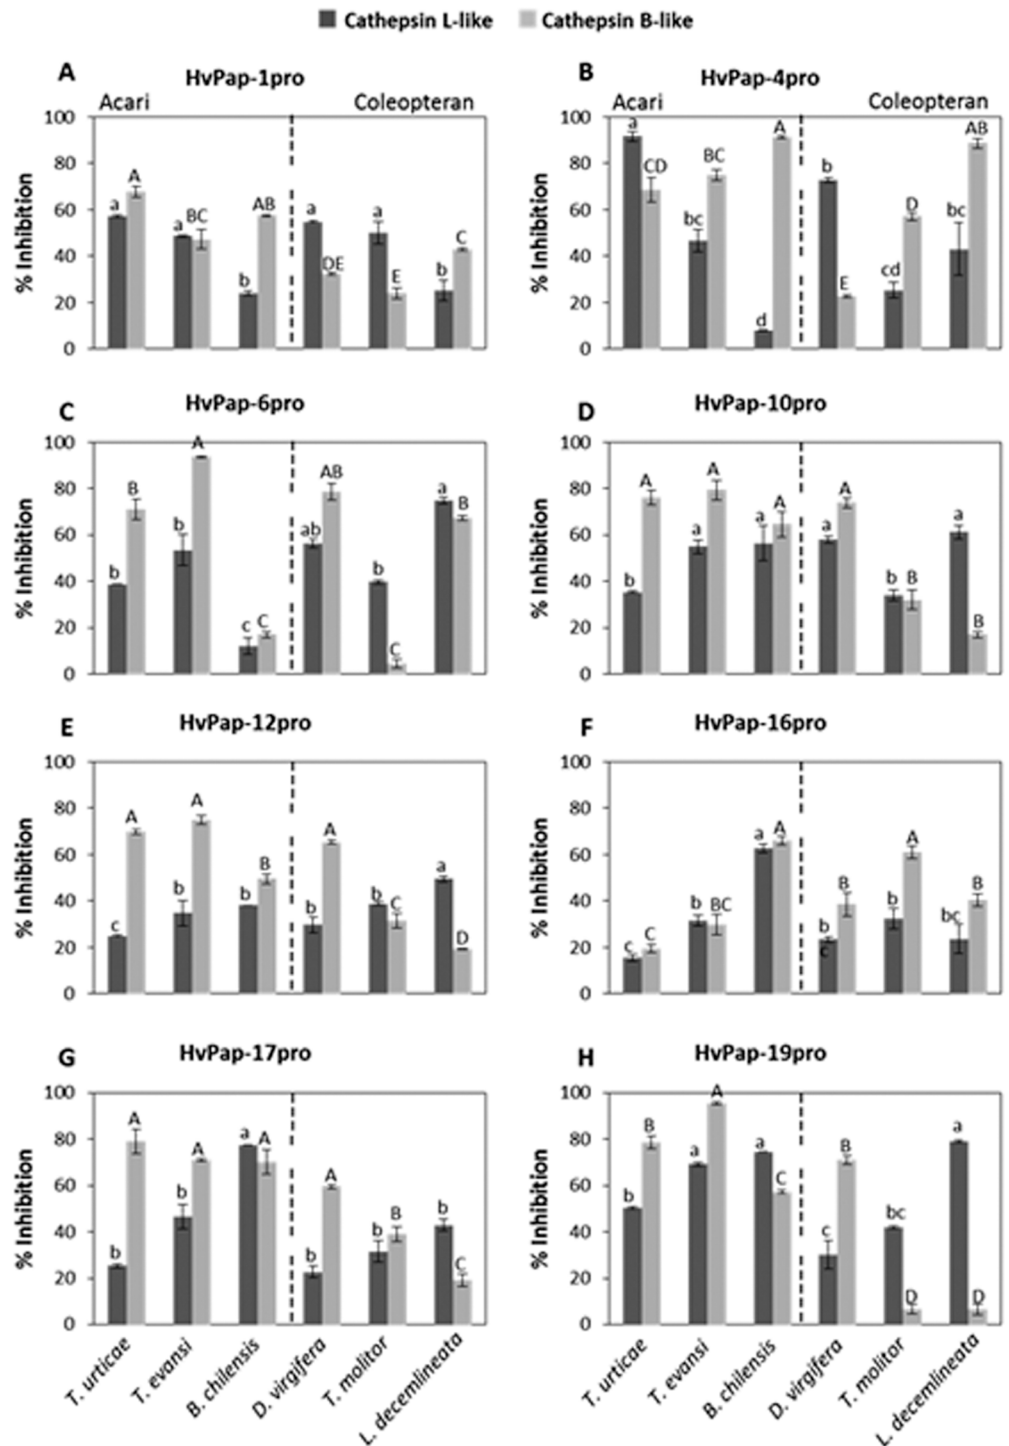 Cathepsin L-like Cathepsin B-like
A HvPap-1pro
Acari Coleopteran
% Inhibition
100
80
60
40
20
0
a A a BC b AB a DE a E b C
B HvPap-4pro
Acari Coleopteran
% Inhibition
100
80
60
40
20
0
a CD bc BC d A b E cd D bc AB
C HvPap-6pro
% Inhibition
100
80
60
40
20
0
b B b A c C ab AB b C a B
D HvPap-10pro
% Inhibition
100
80
60
40
20
0
b A a A a A a A b B a B
E HvPap-12pro
% Inhibition
100
80
60
40
20
0
c A b A b B b A b C a D
F HvPap-16pro
% Inhibition
100
80
60
40
20
0
c C b BC a A b c B b A bc B
G HvPap-17pro
% Inhibition
100
80
60
40
20
0
b A b A a A b A b B b C
T. urticae
T. evansi
B. chilensis
D. virgifera
T. molitor
L. decemlineata
H HvPap-19pro
% Inhibition
100
80
60
40
20
0
b B a A a C c B bc D a D
T. urticae
T. evansi
B. chilensis
D. virgifera
T. molitor
L. decemlineata